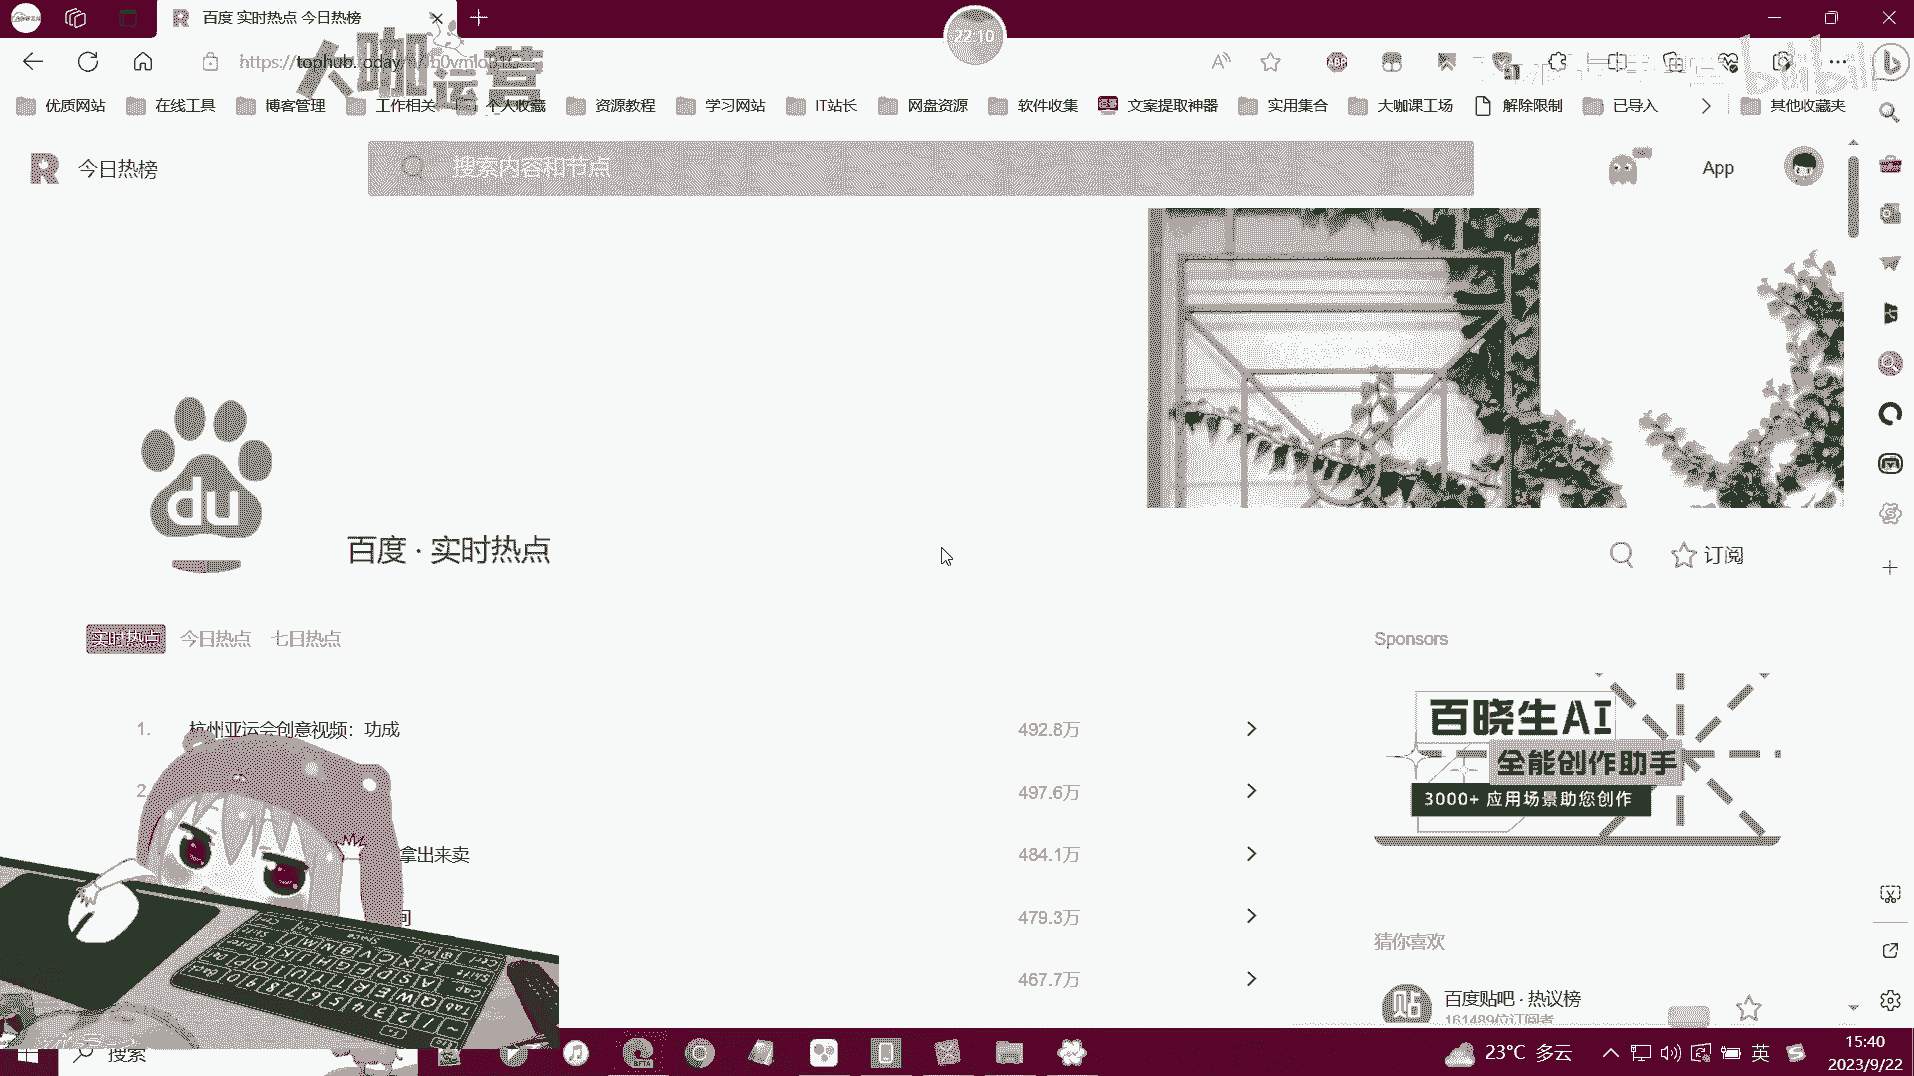 百度 实时热点 今日热榜
22:10
https://tophub.today/
大咖运营
bilibili
优质网站
在线工具
博客管理
工作相关
个人收藏
资源教程
学习网站
IT站长
网盘资源
软件收集
文案提取神器
实用集合
大咖课工场
解除限制
已导入
其他收藏夹
今日热榜
搜索内容和节点
App
du
百度 · 实时热点
订阅
实时热点
今日热点
七日热点
Sponsors
1. 杭州亚运会创意视频：功成 492.8万
2. 497.6万
拿出来卖 484.1万
间 479.3万
467.7万
百晓生AI
全能创作助手
3000+ 应用场景助您创作
猜你喜欢
贴
百度贴吧 · 热议榜
161489位订阅者
搜索
BETA
23°C 多云
英
15:40
2023/9/22